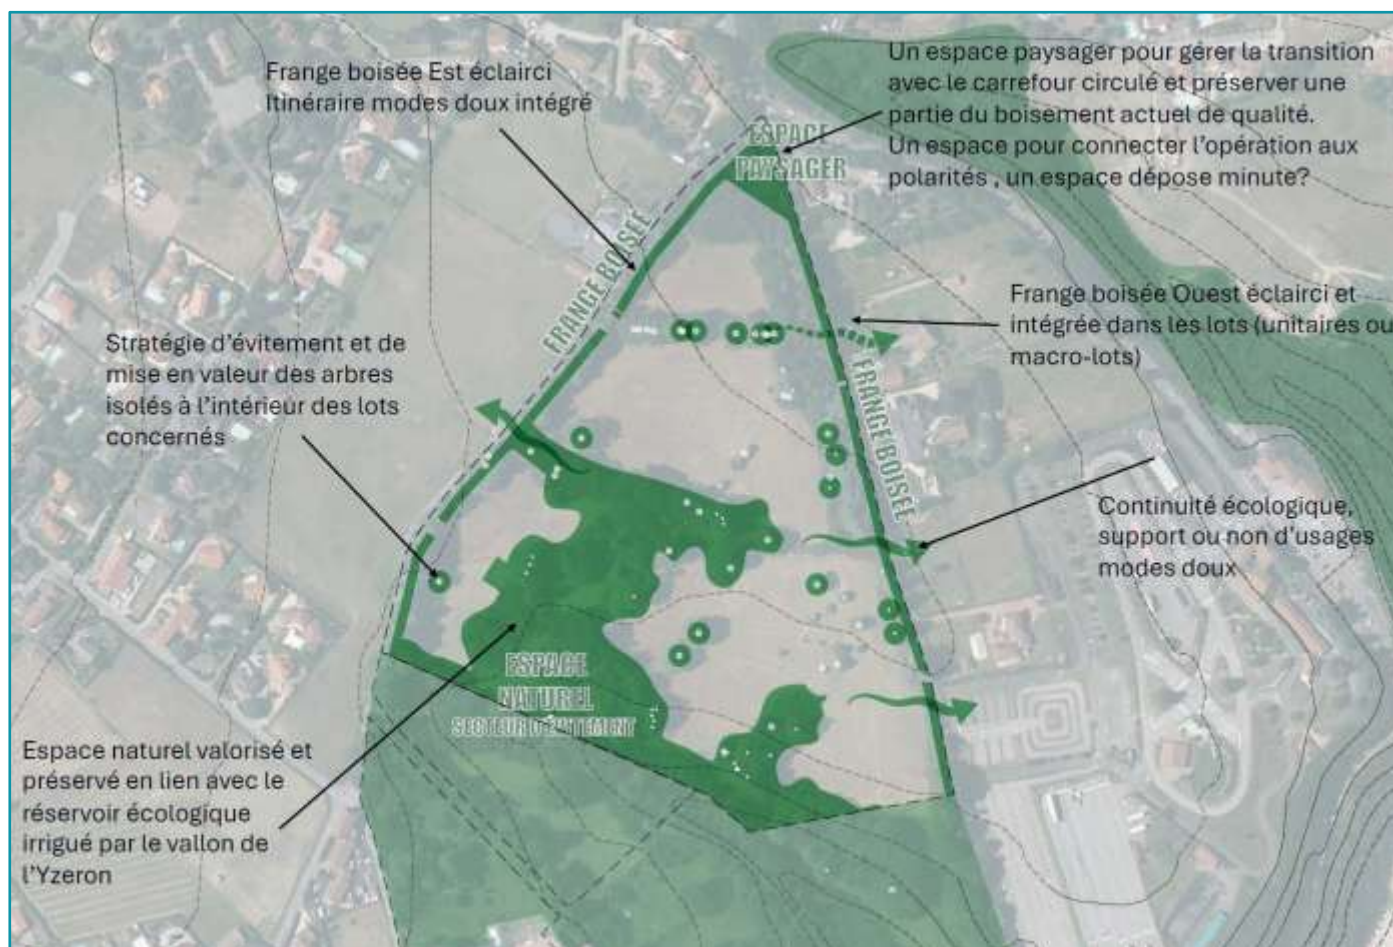 Frange boisée Est éclairci
Itinéraire modes doux intégré
Un espace paysager pour gérer la transition
avec le carrefour circulé et préserver une
partie du boisement actuel de qualité.
Un espace pour connecter l'opération aux
polarités , un espace dépose minute?
ESPACE
PAYSAGER
FRANGE BOISÉE
Frange boisée Ouest éclairci et
intégrée dans les lots (unitaires ou
macro-lots)
Stratégie d'évitement et de
mise en valeur des arbres
isolés à l'intérieur des lots
concernés
FRANGE BOISÉE
Continuité écologique,
support ou non d'usages
modes doux
ESPACE
NATUREL
SECTEUR D'ÉVITEMENT
Espace naturel valorisé et
préservé en lien avec le
réservoir écologique
irrigué par le vallon de
l'Yzeron